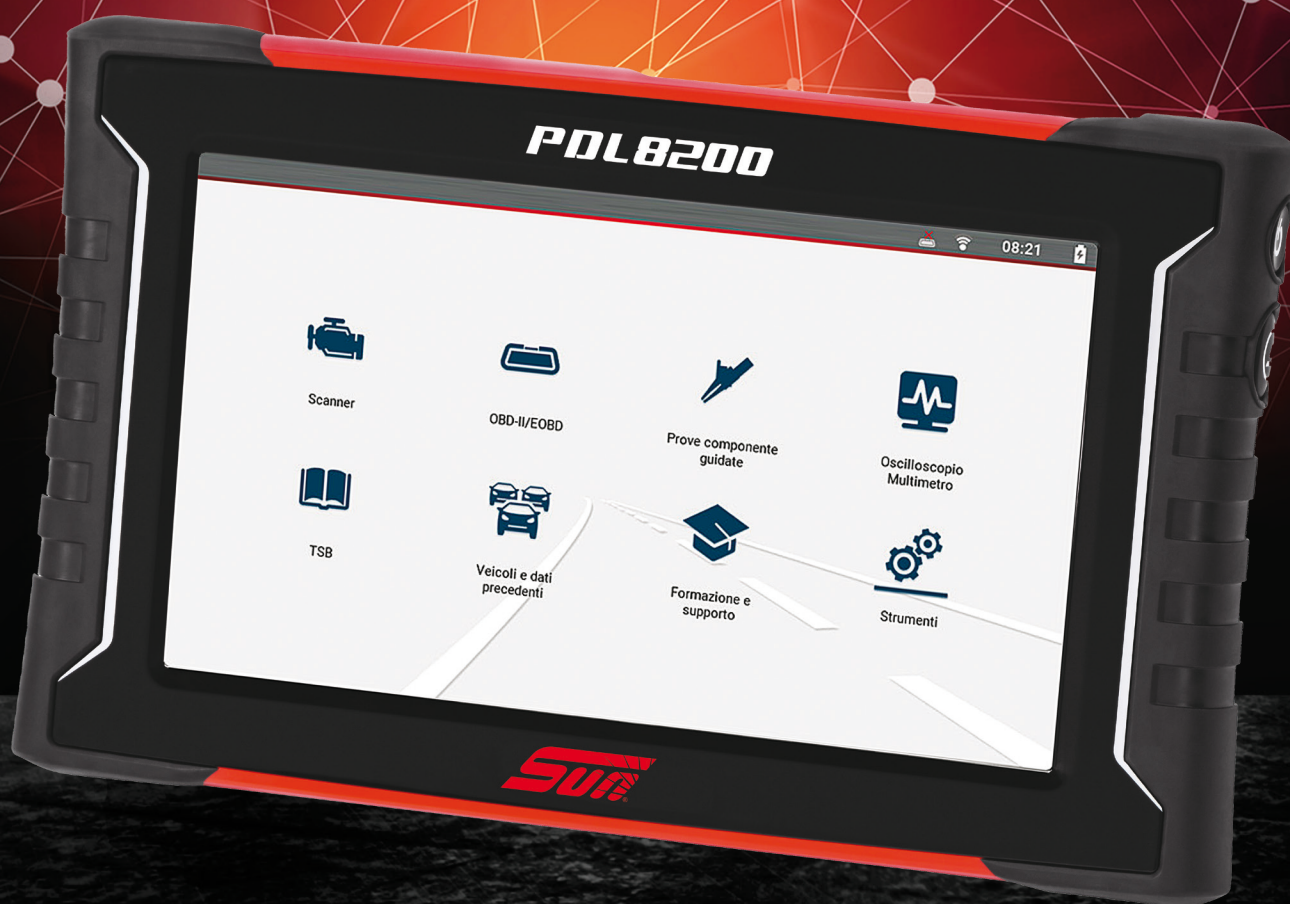 PDL8200
08:21
Scanner
OBD-II/EOBD
Prove componente
guidate
Oscilloscopio
Multimetro
TSB
Veicoli e dati
precedenti
Formazione e
supporto
Strumenti
Sun